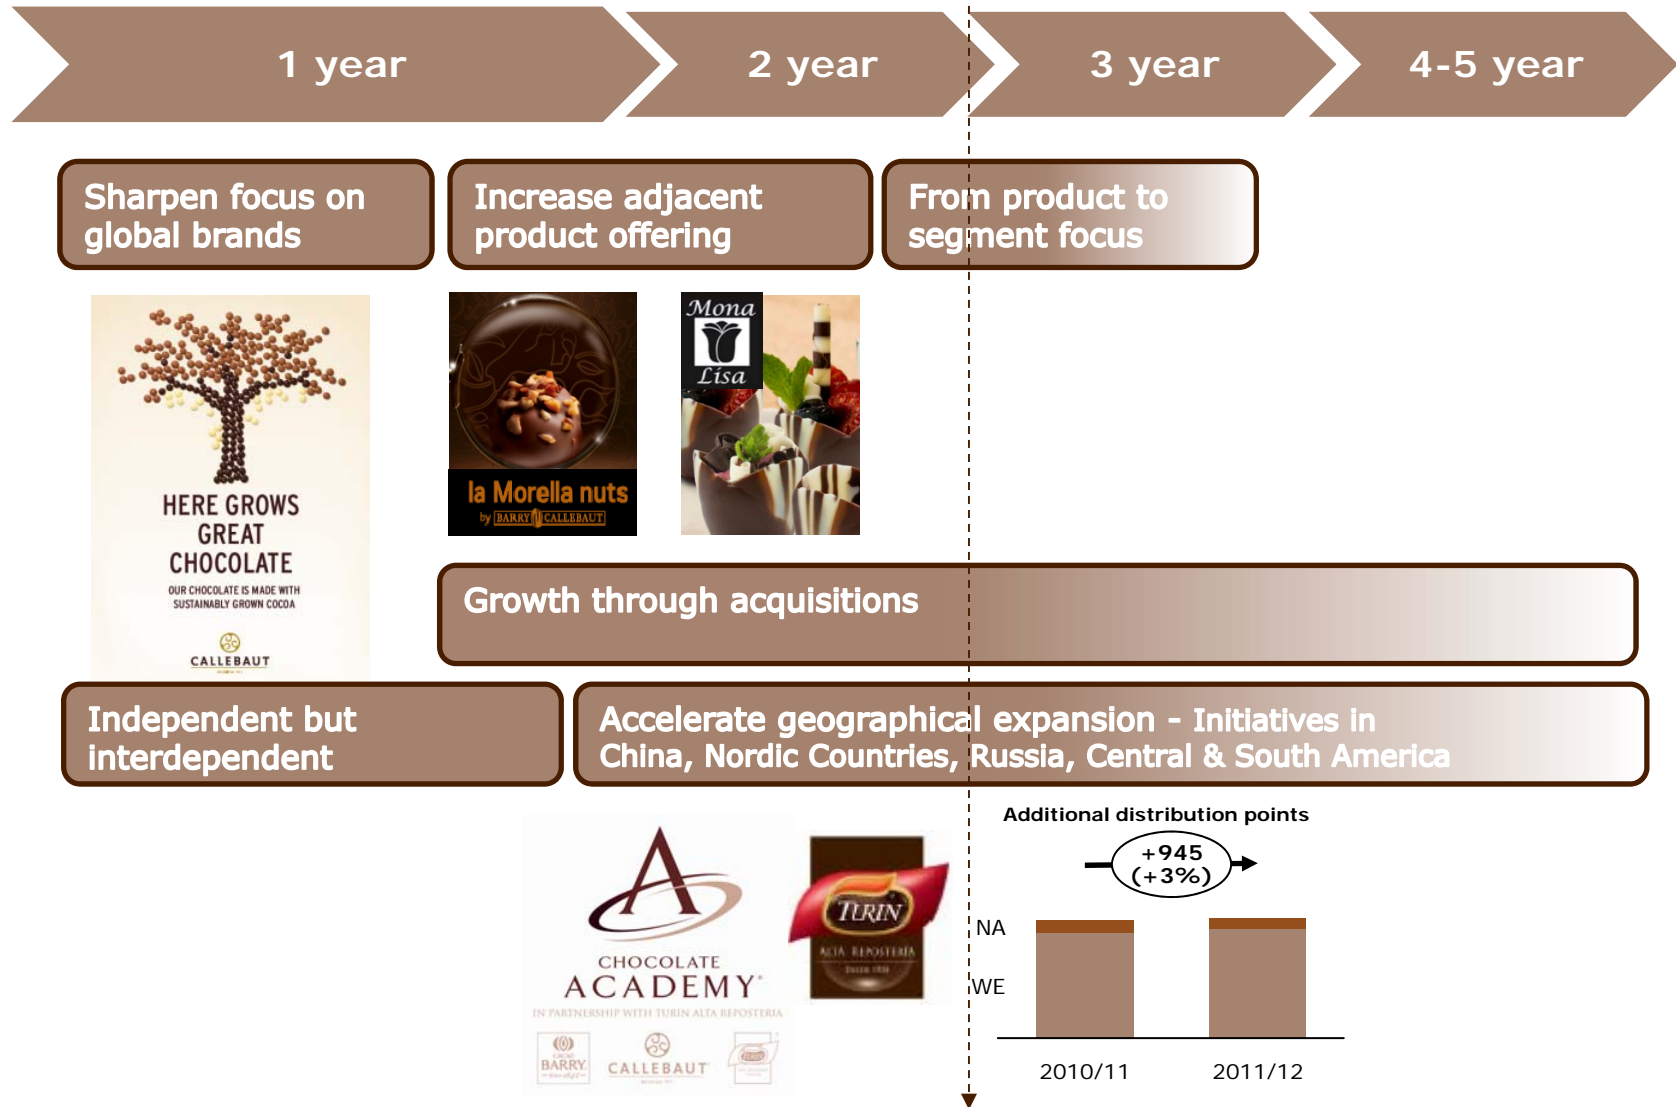 1 year
2 year
3 year
4-5 year
Sharpen focus on
global brands
Increase adjacent
product offering
From product to
segment focus
HERE GROWS
GREAT
CHOCOLATE
OUR CHOCOLATE IS MADE WITH
SUSTAINABLY GROWN COCOA
CALLEBAUT
la Morella nuts
by BARRY CALLEBAUT
Mona
Lisa
Growth through acquisitions
Independent but
interdependent
Accelerate geographical expansion - Initiatives in
China, Nordic Countries, Russia, Central & South America
A
CHOCOLATE
ACADEMY
IN PARTNERSHIP WITH TURIN ALTA REPOSTERIA
CACAO
BARRY
CALLEBAUT
TURIN
TURIN
ALTA REPOSTERIA
Additional distribution points
+945
(+3%)
NA
WE
2010/11
2011/12